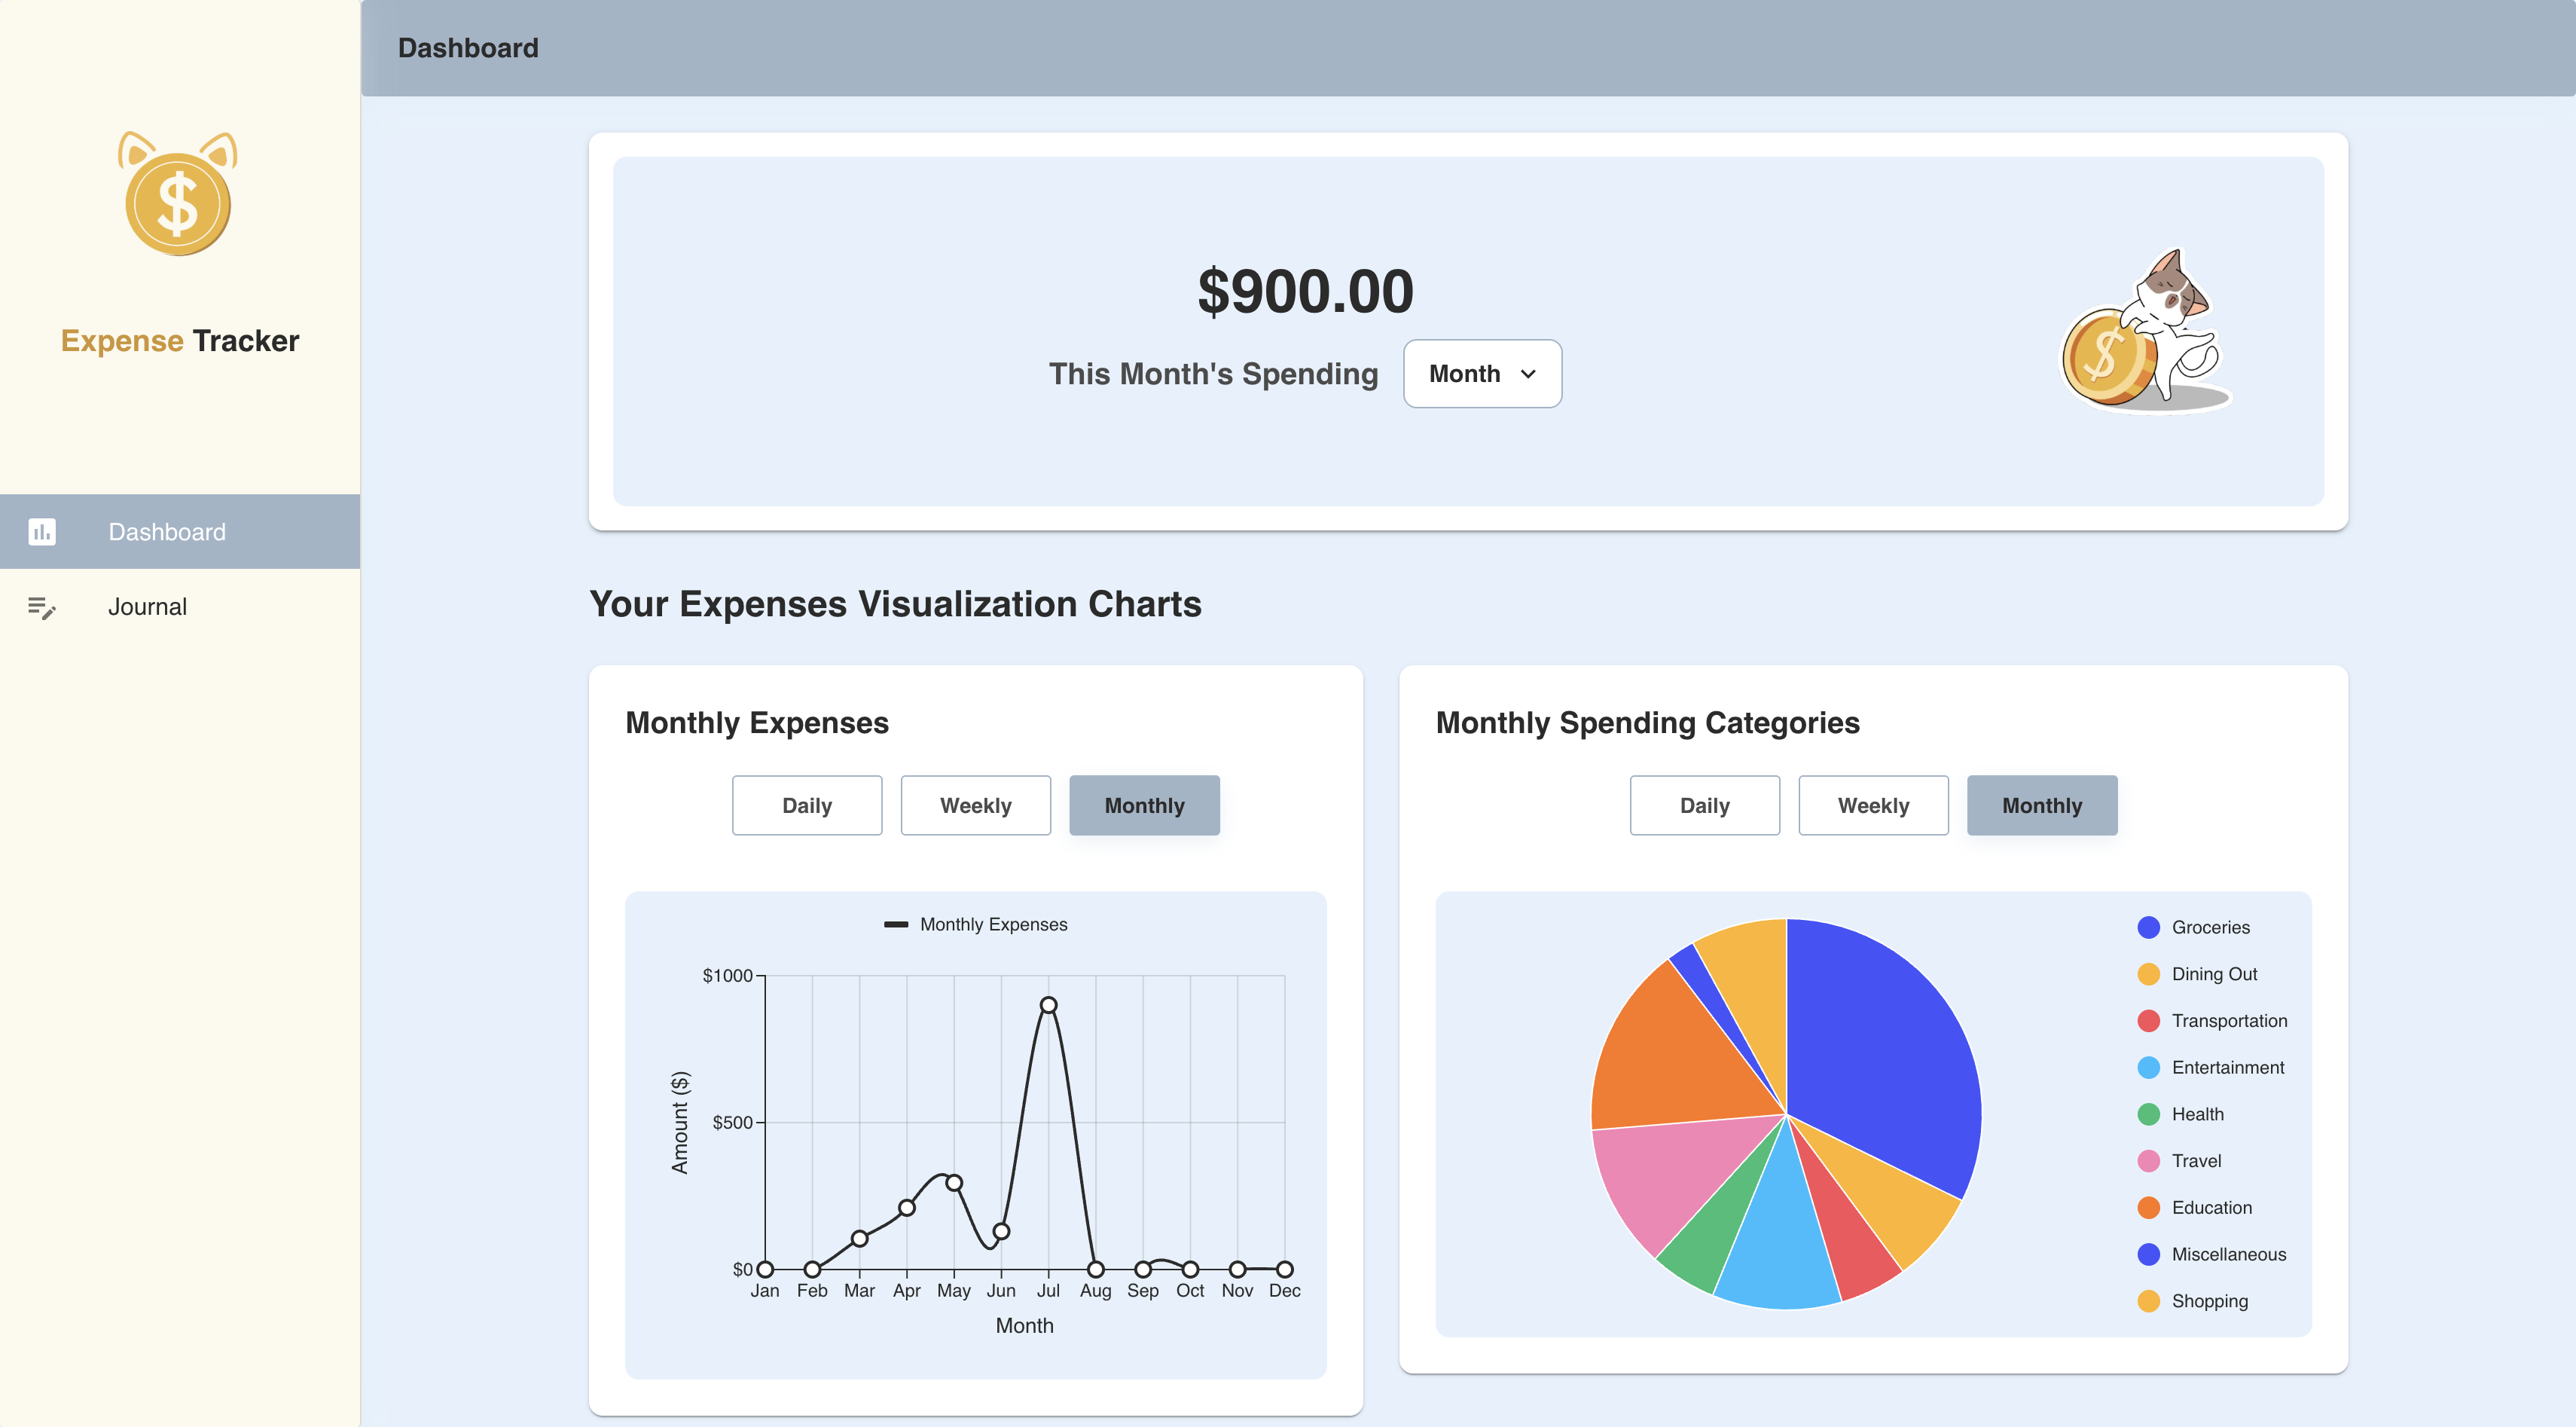 Dashboard
$
Expense Tracker
Dashboard
Journal
$900.00
This Month's Spending
Month
$
Your Expenses Visualization Charts
Monthly Expenses
Daily Weekly Monthly
Monthly Expenses
$1000
$500
$0
Amount ($)
Jan Feb Mar Apr May Jun Jul Aug Sep Oct Nov Dec
Month
Monthly Spending Categories
Daily Weekly Monthly
Groceries
Dining Out
Transportation
Entertainment
Health
Travel
Education
Miscellaneous
Shopping